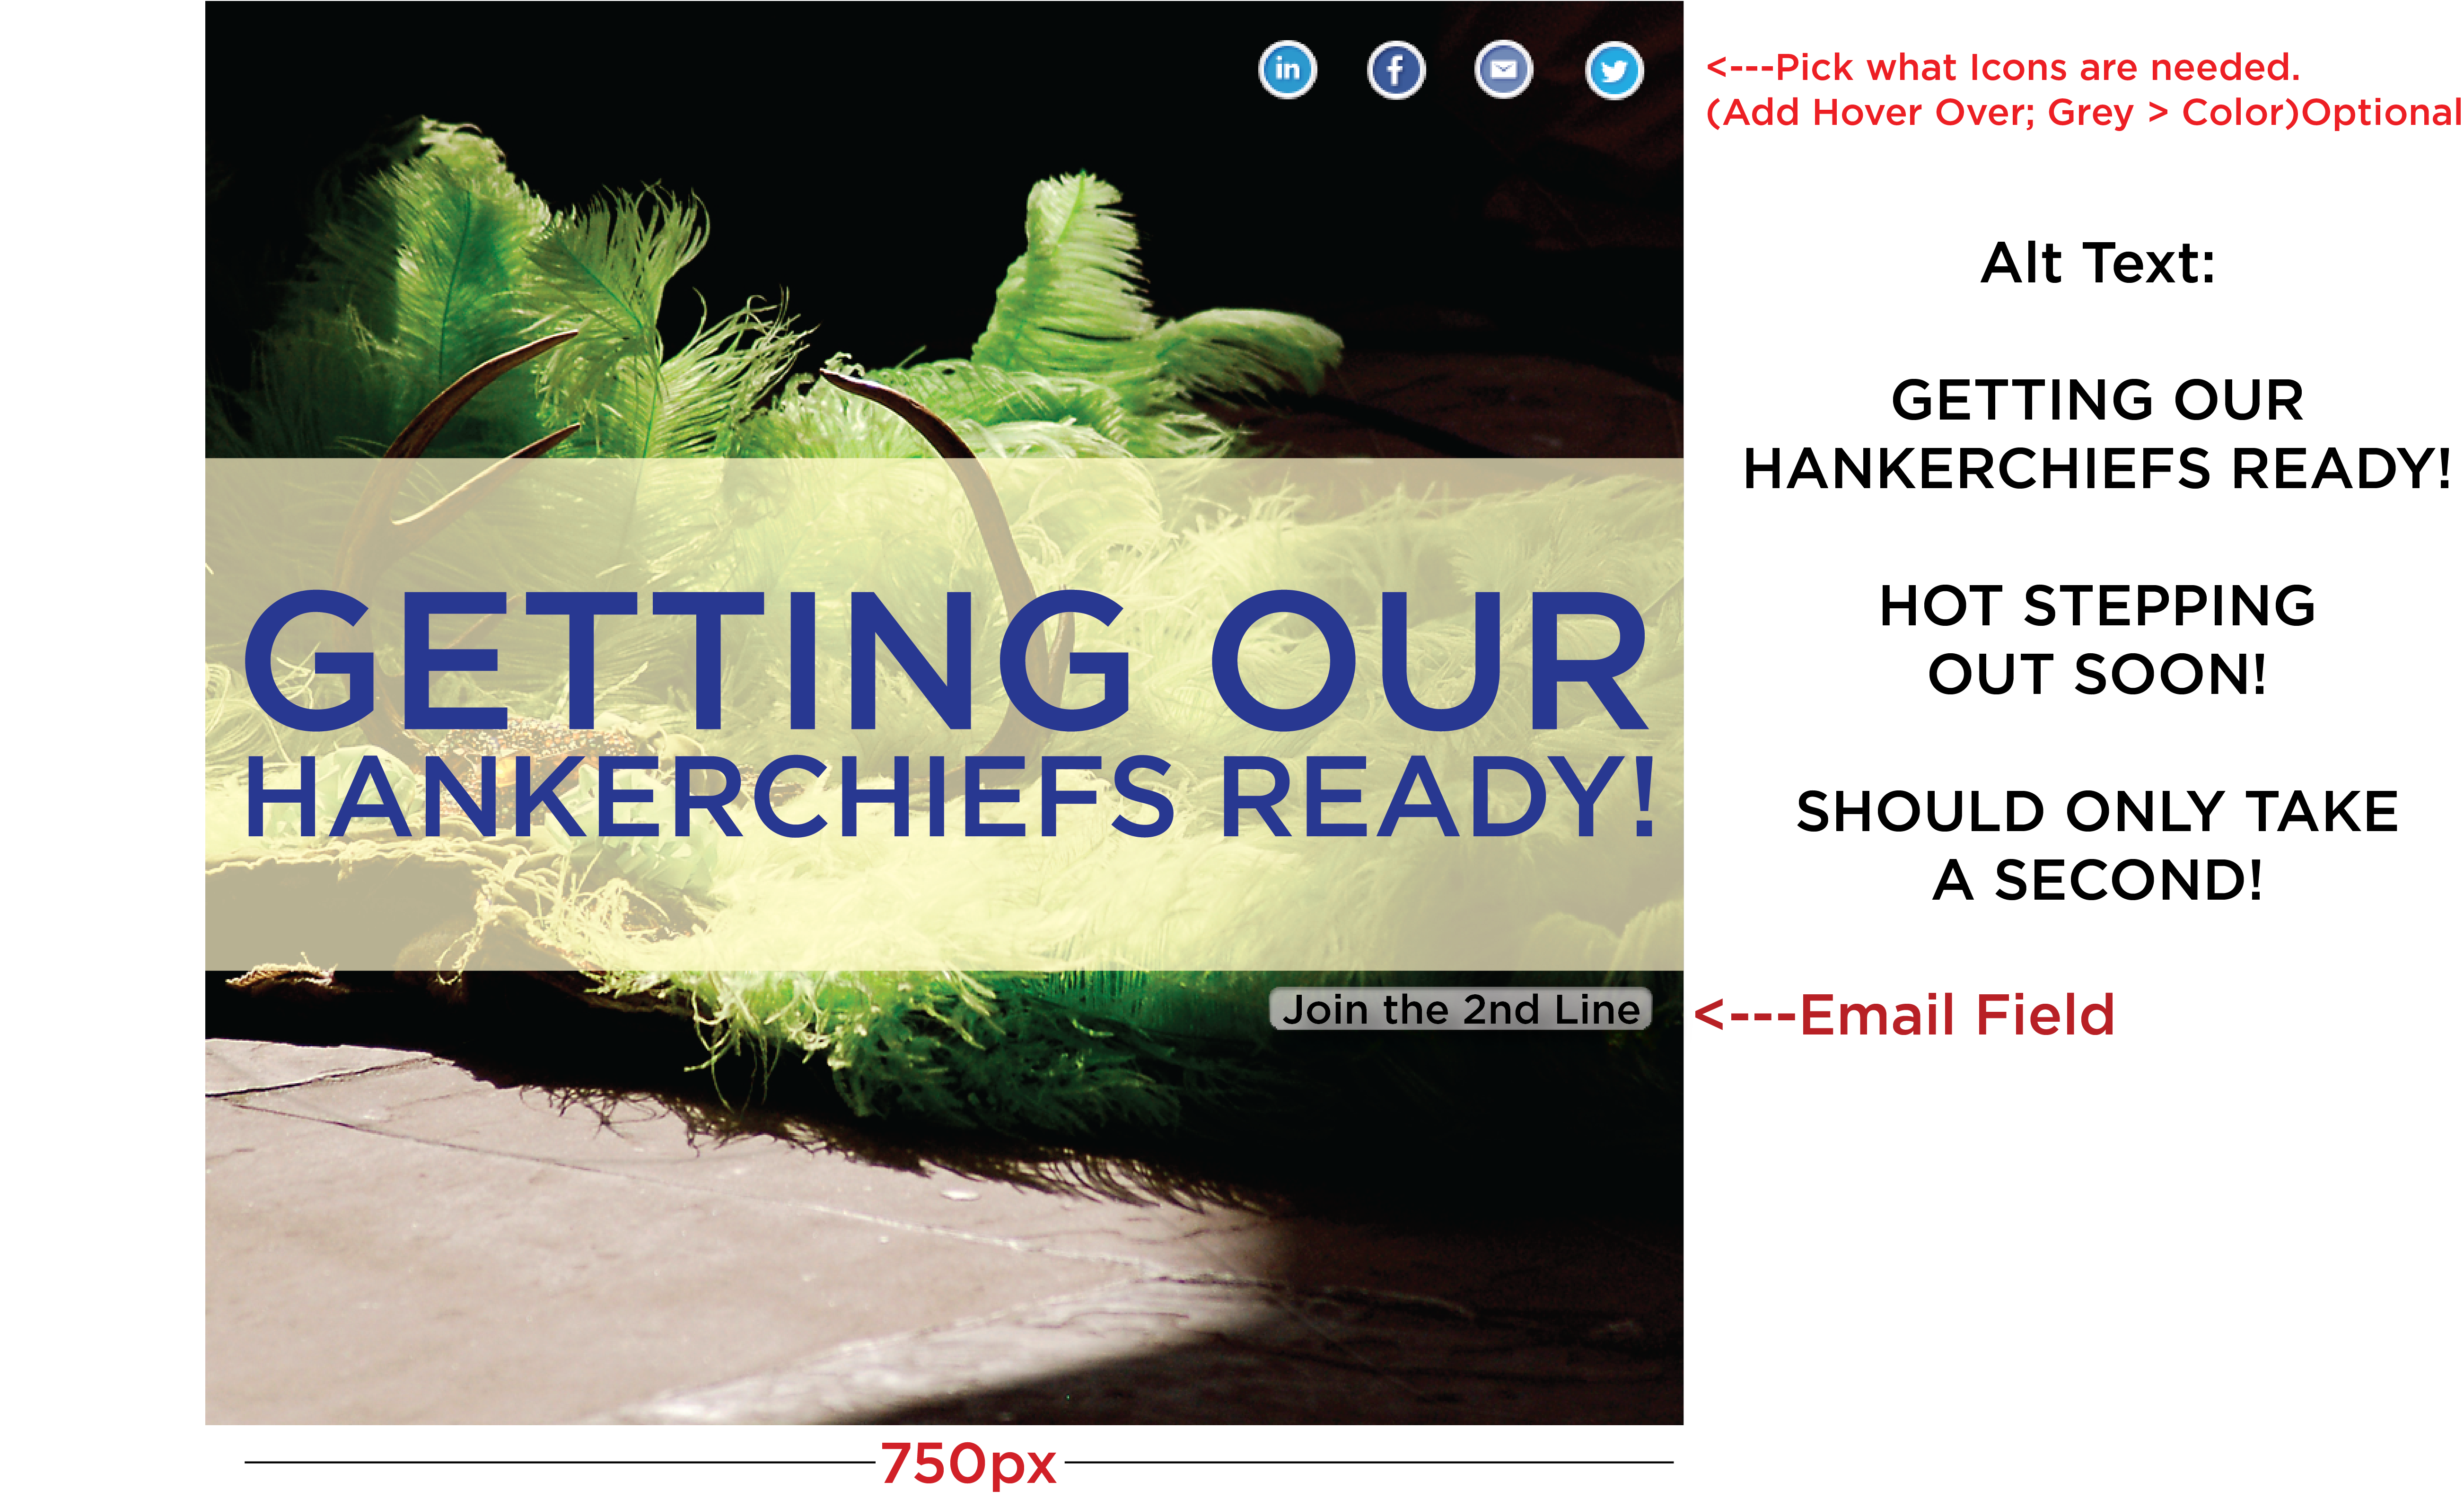 in f
<---Pick what Icons are needed.
(Add Hover Over; Grey > Color)Optional
Alt Text:
GETTING OUR
HANKERCHIEFS READY!
HOT STEPPING
OUT SOON!
SHOULD ONLY TAKE
A SECOND!
GETTING OUR
HANKERCHIEFS READY!
Join the 2nd Line
<---Email Field
750px